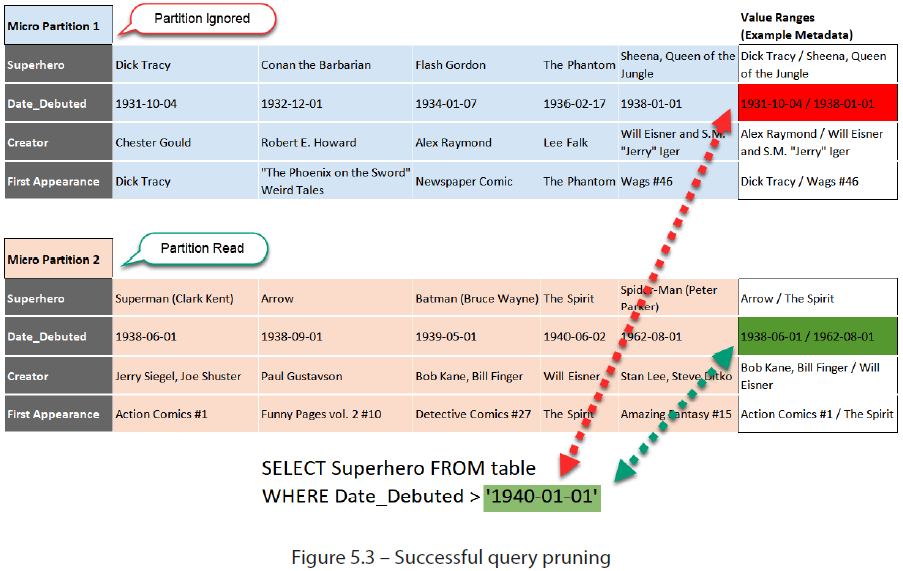 Micro Partition 1
Partition Ignored
Value Ranges
(Example Metadata)
Superhero Dick Tracy Conan the Barbarian Flash Gordon The Phantom Sheena, Queen of the Jungle Dick Tracy / Sheena, Queen of the Jungle
Date_Debuted 1931-10-04 1932-12-01 1934-01-07 1936-02-17 1938-01-01 1931-10-04 / 1938-01-01
Creator Chester Gould Robert E. Howard Alex Raymond Lee Falk Will Eisner and S.M. "Jerry" Iger Alex Raymond / Will Eisner and S.M. "Jerry" Iger
First Appearance Dick Tracy "The Phoenix on the Sword" Weird Tales Newspaper Comic The Phantom Wags #46 Dick Tracy / Wags #46
Micro Partition 2
Partition Read
Superhero Superman (Clark Kent) Arrow Batman (Bruce Wayne) The Spirit Spider-Man (Peter Parker) Arrow / The Spirit
Date_Debuted 1938-06-01 1938-09-01 1939-05-01 1940-06-02 1962-08-01 1938-06-01 / 1962-08-01
Creator Jerry Siegel, Joe Shuster Paul Gustavson Bob Kane, Bill Finger Will Eisner Stan Lee, Steve Ditko Bob Kane, Bill Finger / Will Eisner
First Appearance Action Comics #1 Funny Pages vol. 2 #10 Detective Comics #27 The Spirit Amazing Fantasy #15 Action Comics #1 / The Spirit
SELECT Superhero FROM table
WHERE Date_Debuted > '1940-01-01'
Figure 5.3 – Successful query pruning